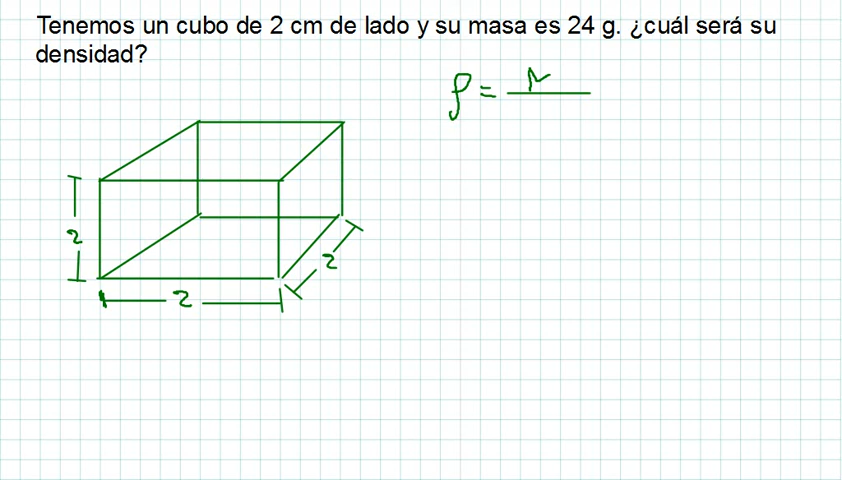 Tenemos un cubo de 2 cm de lado y su masa es 24 g. ¿cuál será su
densidad?
ρ =
2
2
2